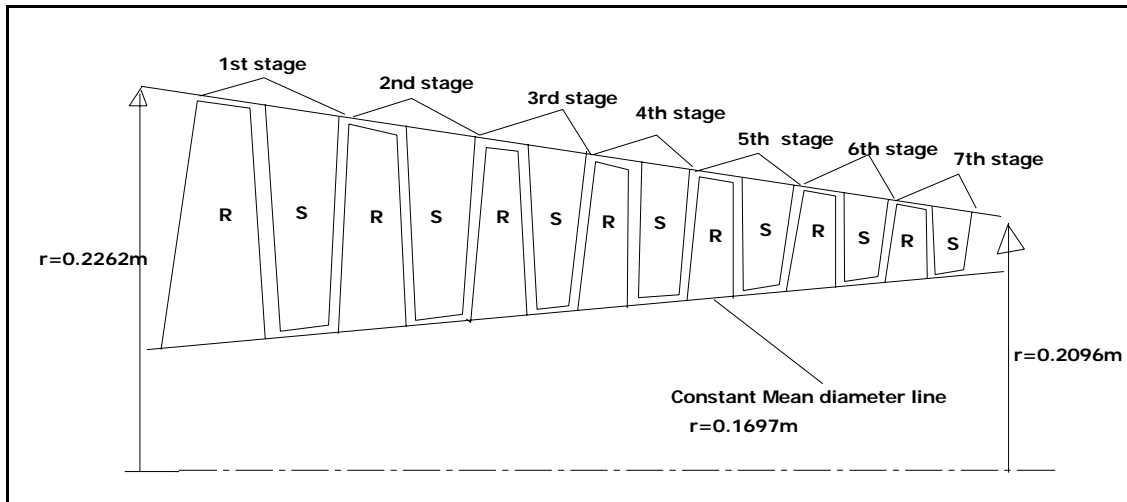 1st stage
2nd stage
3rd stage
4th stage
5th stage
6th stage
7th stage
R
S
R
S
R
S
R
S
R
S
R
S
R
S
r=0.2262m
r=0.2096m
Constant Mean diameter line
r=0.1697m